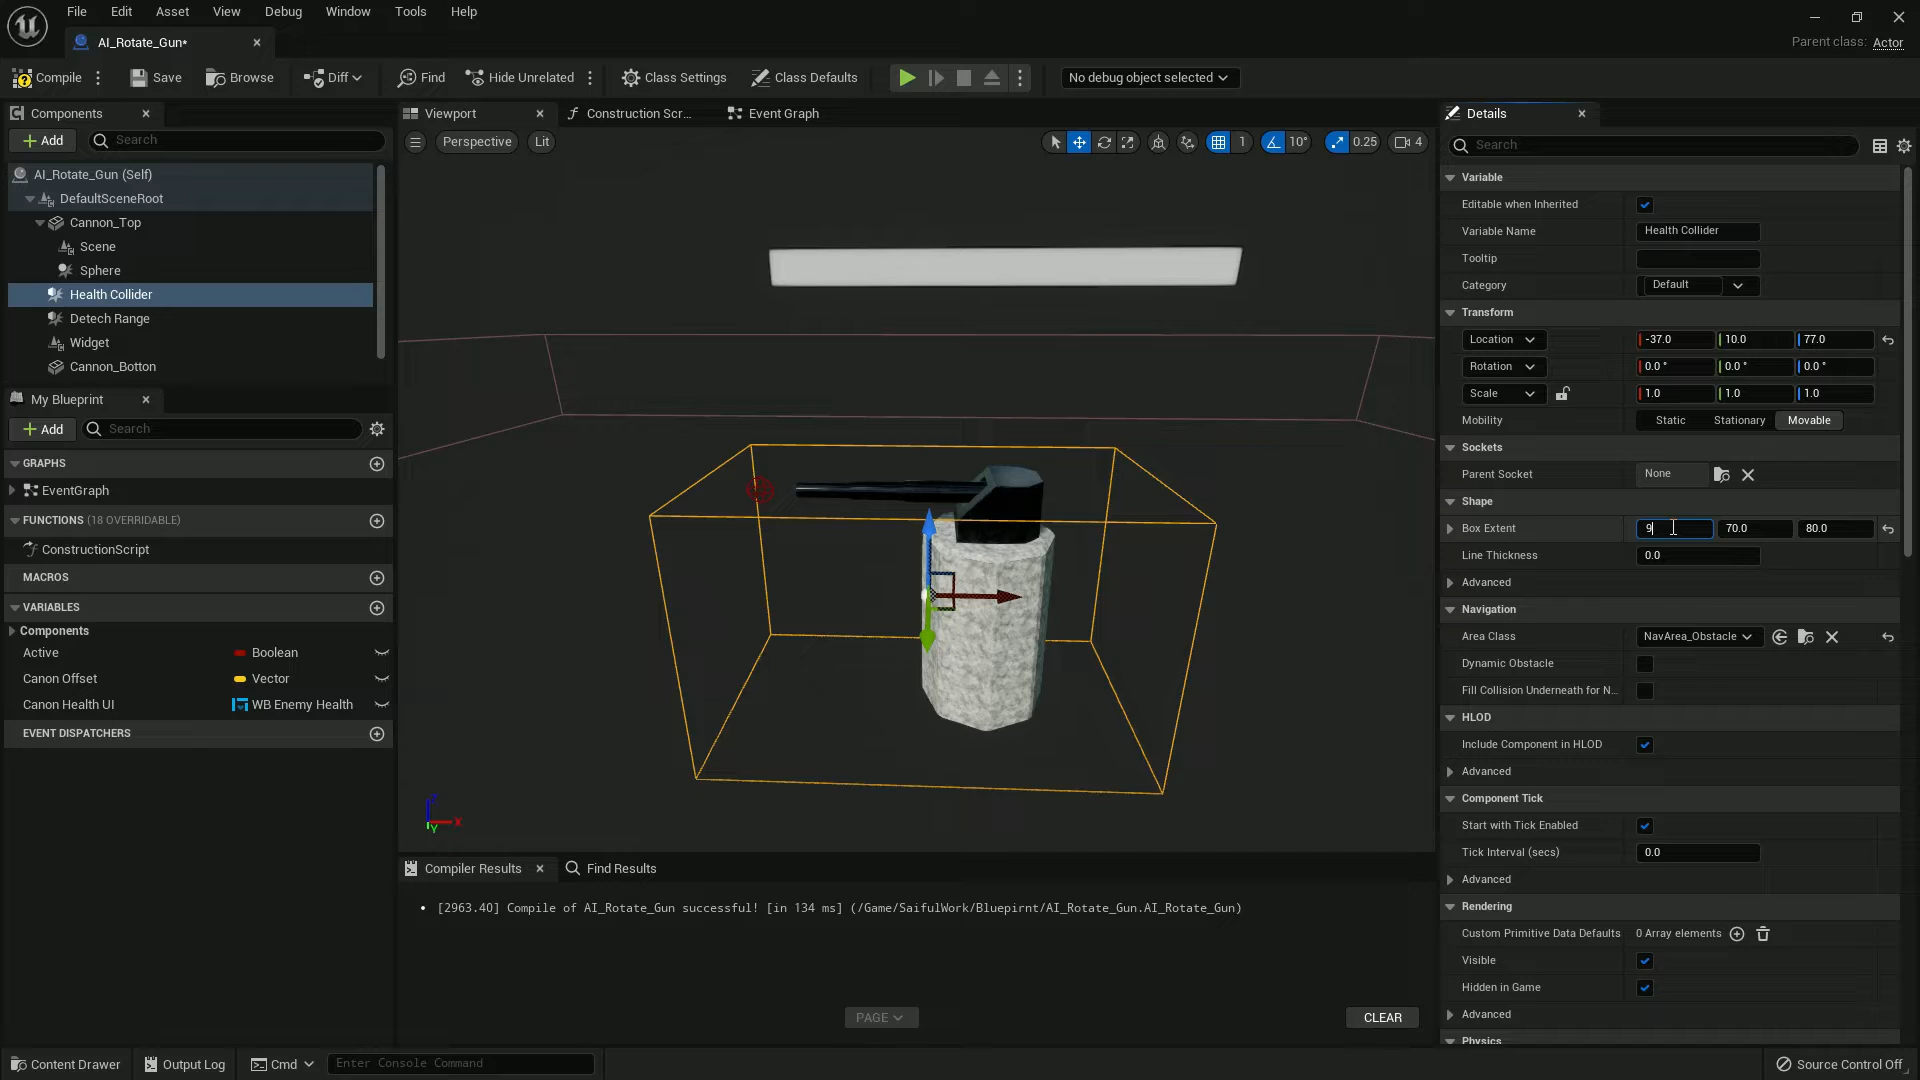 File Edit Asset View Debug Window Tools Help
AI_Rotate_Gun*
Parent class: Actor
Compile Save Browse Diff Find Hide Unrelated Class Settings Class Defaults No debug object selected
Components
Add Search
AI_Rotate_Gun (Self)
DefaultSceneRoot
Cannon_Top
Scene
Sphere
Health Collider
Detech Range
Widget
Cannon_Botton
My Blueprint
Add Search
GRAPHS
EventGraph
FUNCTIONS (18 OVERRIDABLE)
ConstructionScript
MACROS
VARIABLES
Components
Active Boolean
Canon Offset Vector
Canon Health UI WB Enemy Health
EVENT DISPATCHERS
Viewport Construction Scr... Event Graph
Perspective Lit 1 10° 0.25 4
Z
X
Y
Compiler Results Find Results
[2963.40] Compile of AI_Rotate_Gun successful! [in 134 ms] (/Game/SaifulWork/Bluepirnt/AI_Rotate_Gun.AI_Rotate_Gun)
PAGE CLEAR
Details
Search
Variable
Editable when Inherited
Variable Name Health Collider
Tooltip
Category Default
Transform
Location -37.0 10.0 77.0
Rotation 0.0 ° 0.0 ° 0.0 °
Scale 1.0 1.0 1.0
Mobility Static Stationary Movable
Sockets
Parent Socket None
Shape
Box Extent 9 70.0 80.0
Line Thickness 0.0
Advanced
Navigation
Area Class NavArea_Obstacle
Dynamic Obstacle
Fill Collision Underneath for N...
HLOD
Include Component in HLOD
Advanced
Component Tick
Start with Tick Enabled
Tick Interval (secs) 0.0
Advanced
Rendering
Custom Primitive Data Defaults 0 Array elements
Visible
Hidden in Game
Advanced
Physics
Content Drawer Output Log Cmd Enter Console Command Source Control Off